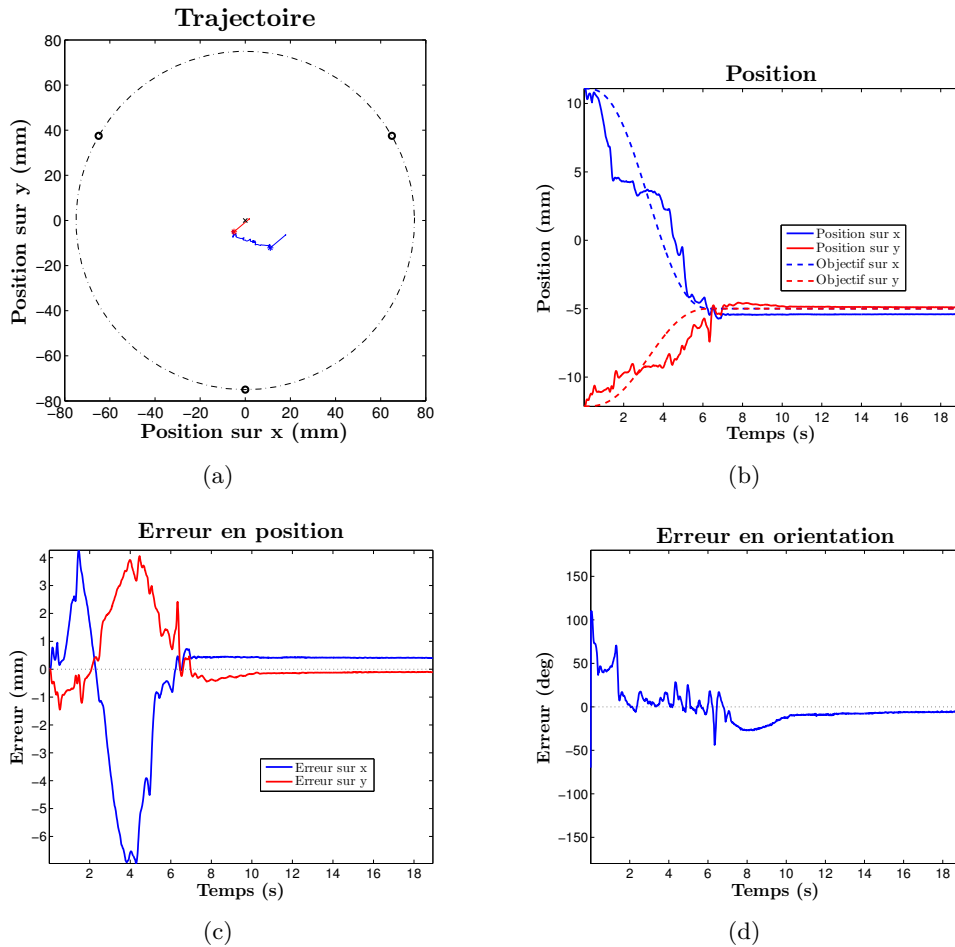 Trajectoire
80
60
40
20
0
−20
−40
−60
−80
−80 −60 −40 −20 0 20 40 60 80
Position sur y (mm)
Position sur x (mm)
(a)
Position
10
5
0
−5
−10
2 4 6 8 10 12 14 16 18
Position (mm)
Temps (s)
Position sur x
Position sur y
Objectif sur x
Objectif sur y
(b)
Erreur en position
4
3
2
1
0
−1
−2
−3
−4
−5
−6
2 4 6 8 10 12 14 16 18
Erreur (mm)
Temps (s)
Erreur sur x
Erreur sur y
(c)
Erreur en orientation
150
100
50
0
−50
−100
−150
2 4 6 8 10 12 14 16 18
Erreur (deg)
Temps (s)
(d)